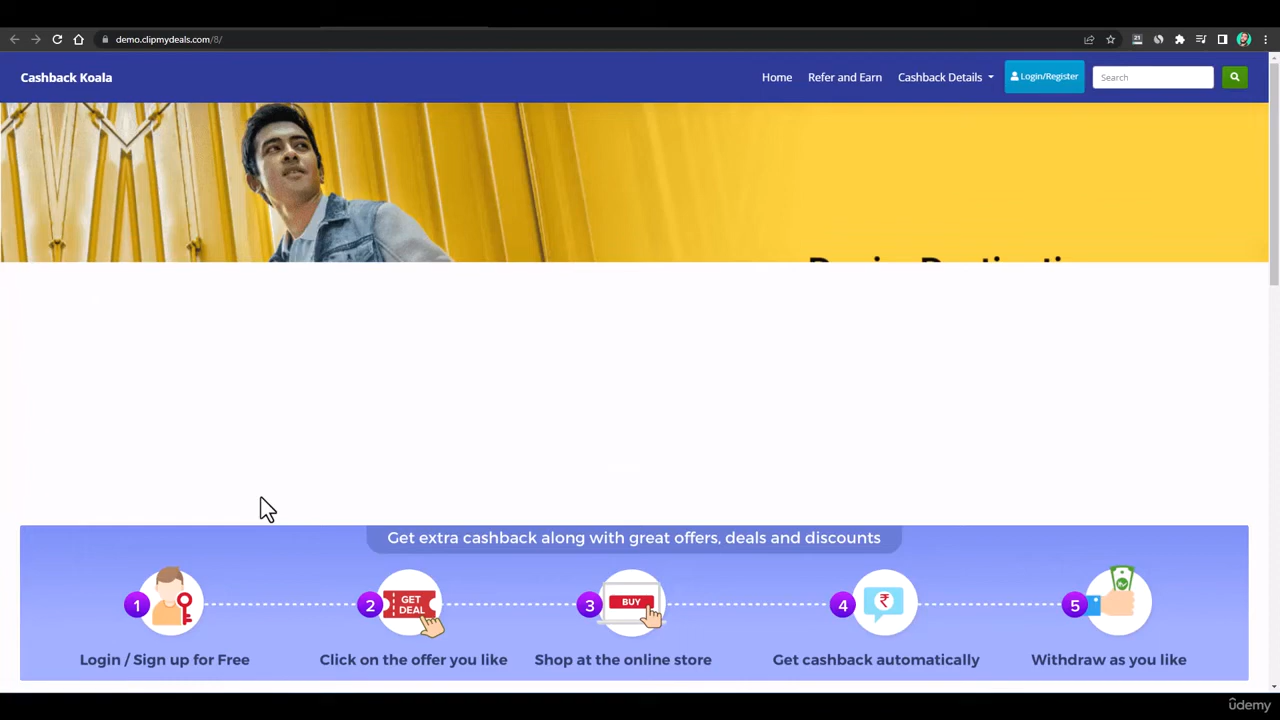 demo.clipmydeals.com/8/
21
Cashback Koala
Home
Refer and Earn
Cashback Details
Login/Register
Search
Get extra cashback along with great offers, deals and discounts
1
GET
DEAL
2
BUY
3
₹
4
5
Login / Sign up for Free
Click on the offer you like
Shop at the online store
Get cashback automatically
Withdraw as you like
ûdemy